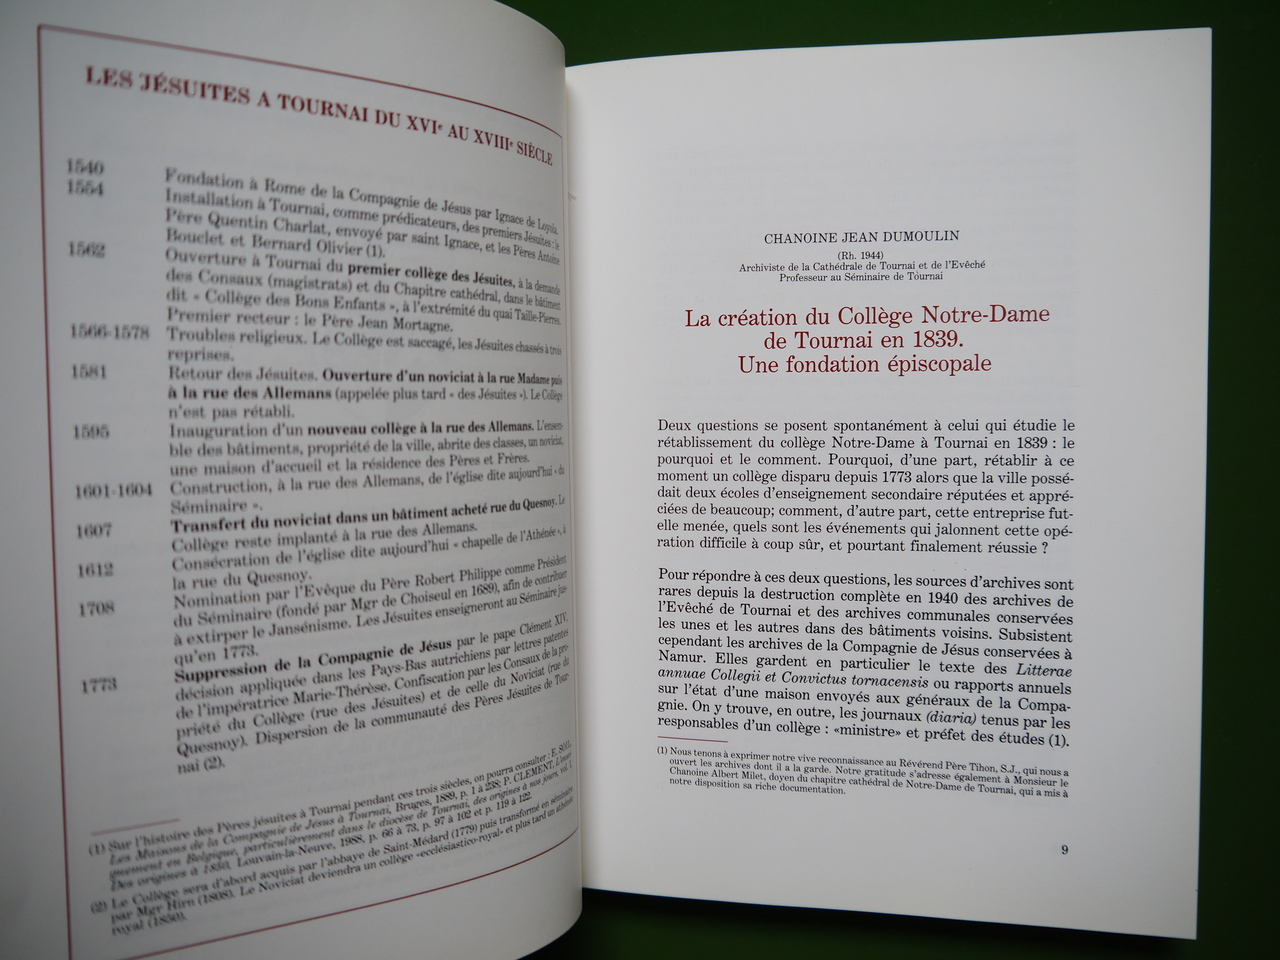 LES JÉSUITES A TOURNAI DU XVIe AU XVIIIe SIÈCLE
1540 Fondation à Rome de la Compagnie de Jésus par Ignace de Loyola.
1554 Installation à Tournai, comme prédicateurs, des premiers Jésuites : le
Père Quentin Charlat, envoyé par saint Ignace, et les Pères Antoine
Bouclet et Bernard Olivier (1).
1562 Ouverture à Tournai du premier collège des Jésuites, à la demande
des Consaux (magistrats) et du Chapitre cathédral, dans le bâtiment
dit « Collège des Bons Enfants », à l'extrémité du quai Taille-Pierres.
Premier recteur : le Père Jean Mortagne.
1566-1578 Troubles religieux. Le Collège est saccagé, les Jésuites chassés à trois
reprises.
1581 Retour des Jésuites. Ouverture d'un noviciat à la rue Madame puis
à la rue des Allemans (appelée plus tard « des Jésuites »). Le Collège
n'est pas rétabli.
1595 Inauguration d'un nouveau collège à la rue des Allemans. L'ensem-
ble des bâtiments, propriété de la ville, abrite des classes, un noviciat,
une maison d'accueil et la résidence des Pères et Frères.
1601-1604 Construction, à la rue des Allemans, de l'église dite aujourd'hui « du
Séminaire ».
1607 Transfert du noviciat dans un bâtiment acheté rue du Quesnoy. Le
Collège reste implanté à la rue des Allemans.
1612 Consécration de l'église dite aujourd'hui « chapelle de l'Athénée », à
la rue du Quesnoy.
1708 Nomination par l'Evêque du Père Robert Philippe comme Président
du Séminaire (fondé par Mgr de Choiseul en 1689), afin de contribuer
à extirper le Jansénisme. Les Jésuites enseigneront au Séminaire jus-
qu'en 1773.
1773 Suppression de la Compagnie de Jésus par le pape Clément XIV,
décision appliquée dans les Pays-Bas autrichiens par lettres patentes
de l'impératrice Marie-Thérèse. Confiscation par les Consaux de la pro-
priété du Collège (rue des Jésuites) et de celle du Noviciat (rue du
Quesnoy). Dispersion de la communauté des Pères Jésuites de Tour-
nai (2).
(1) Sur l'histoire des Pères jésuites à Tournai pendant ces trois siècles, on pourra consulter : E. SOIL,
Les Maisons de la Compagnie de Jésus à Tournai, Bruges, 1889, p. 1 à 238; P. CLEMENT, L'ensei-
gnement en Belgique, particulièrement dans le diocèse de Tournai, des origines à nos jours, vol. 1,
Des origines à 1850, Louvain-la-Neuve, 1988, p. 66 à 73, p. 97 à 102 et p. 119 à 122.
(2) Le Collège sera d'abord acquis par l'abbaye de Saint-Médard (1779) puis transformé en séminaire
par Mgr Hirn (1808). Le Noviciat deviendra un collège «ecclésiastico-royal» et plus tard un athénée
royal (1850).
CHANOINE JEAN DUMOULIN
(Rh. 1944)
Archiviste de la Cathédrale de Tournai et de l'Evêché
Professeur au Séminaire de Tournai
La création du Collège Notre-Dame
de Tournai en 1839.
Une fondation épiscopale
Deux questions se posent spontanément à celui qui étudie le
rétablissement du collège Notre-Dame à Tournai en 1839 : le
pourquoi et le comment. Pourquoi, d'une part, rétablir à ce
moment un collège disparu depuis 1773 alors que la ville possé-
dait deux écoles d'enseignement secondaire réputées et appré-
ciées de beaucoup; comment, d'autre part, cette entreprise fut-
elle menée, quels sont les événements qui jalonnent cette opé-
ration difficile à coup sûr, et pourtant finalement réussie ?
Pour répondre à ces deux questions, les sources d'archives sont
rares depuis la destruction complète en 1940 des archives de
l'Evêché de Tournai et des archives communales conservées
les unes et les autres dans des bâtiments voisins. Subsistent
cependant les archives de la Compagnie de Jésus conservées à
Namur. Elles gardent en particulier le texte des Litterae
annuae Collegii et Convictus tornacensis ou rapports annuels
sur l'état d'une maison envoyés aux généraux de la Compa-
gnie. On y trouve, en outre, les journaux (diaria) tenus par les
responsables d'un collège : «ministre» et préfet des études (1).
(1) Nous tenons à exprimer notre vive reconnaissance au Révérend Père Tihon, S.J., qui nous a
ouvert les archives dont il a la garde. Notre gratitude s'adresse également à Monsieur le
Chanoine Albert Milet, doyen du chapitre cathédral de Notre-Dame de Tournai, qui a mis à
notre disposition sa riche documentation.
9